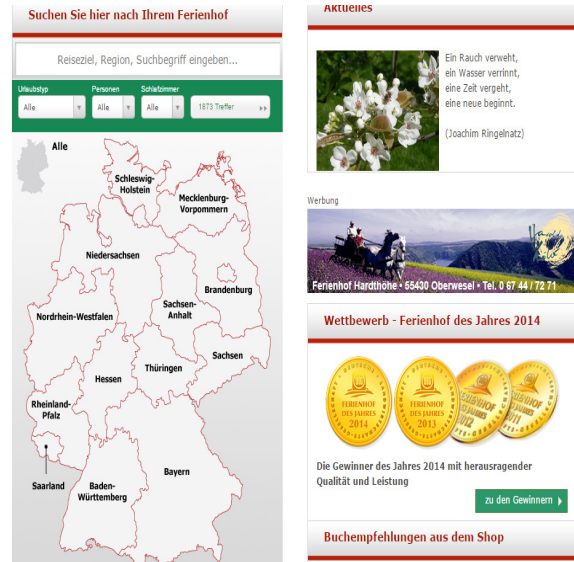 Suchen Sie hier nach Ihrem Ferienhof
Reiseziel, Region, Suchbegriff eingeben...
Urlaubstyp Personen Schlafzimmer
Alle Alle Alle 1873 Treffer
Alle
Schleswig-
Holstein
Mecklenburg-
Vorpommern
Niedersachsen
Brandenburg
Sachsen-
Anhalt
Nordrhein-Westfalen
Sachsen
Thüringen
Hessen
Rheinland-
Pfalz
Bayern
Saarland
Baden-
Württemberg
Aktuelles
Ein Rauch verweht,
ein Wasser verrinnt,
eine Zeit vergeht,
eine neue beginnt.
(Joachim Ringelnatz)
Werbung
Ferienhof Hardthöhe • 55430 Oberwesel • Tel. 0 67 44 / 72 71
Wettbewerb - Ferienhof des Jahres 2014
FERIENHOF
DES JAHRES
2014
FERIENHOF
DES JAHRES
2013
2012
2011
Die Gewinner des Jahres 2014 mit herausragender
Qualität und Leistung
zu den Gewinnern
Buchempfehlungen aus dem Shop